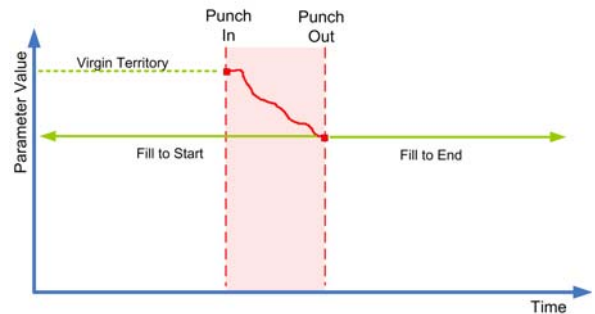 Punch
In
Punch
Out
Virgin Territory
Parameter Value
Fill to Start
Fill to End
Time